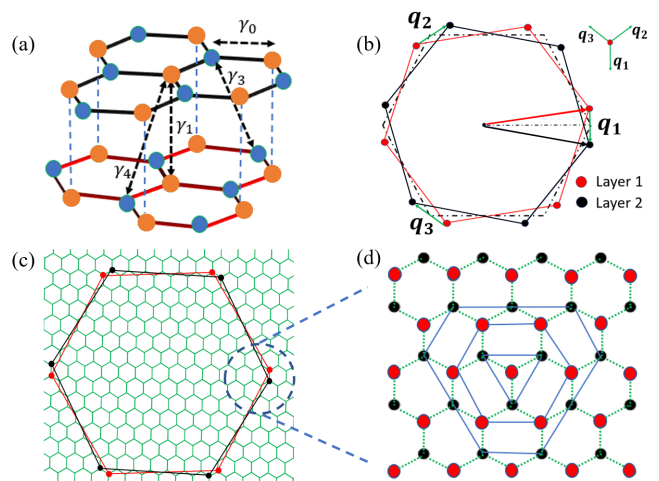 (a)
γ₀
γ₃
γ₁
γ₄
(b)
q₂
q₃
q₂
q₁
q₁
Layer 1
Layer 2
q₃
(c)
(d)